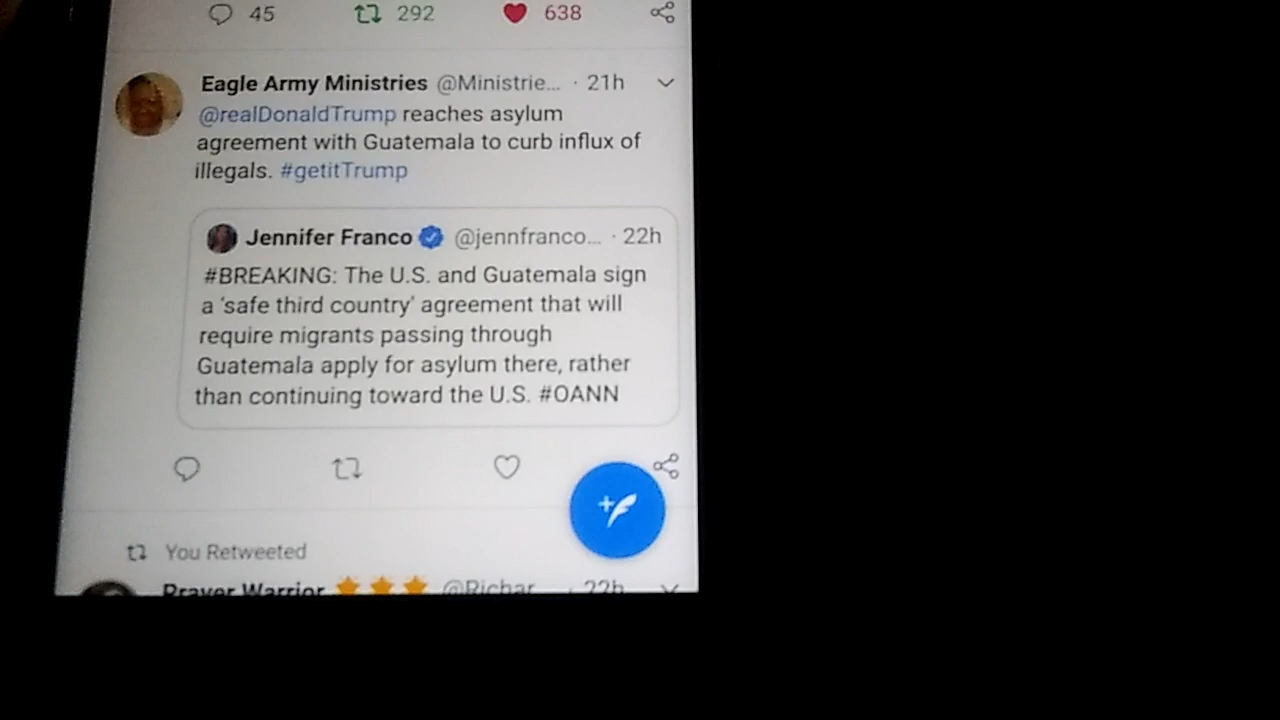 45 292 638
Eagle Army Ministries @Ministrie... · 21h
@realDonaldTrump reaches asylum
agreement with Guatemala to curb influx of
illegals. #getitTrump
Jennifer Franco @jennfranco... · 22h
#BREAKING: The U.S. and Guatemala sign
a 'safe third country' agreement that will
require migrants passing through
Guatemala apply for asylum there, rather
than continuing toward the U.S. #OANN
You Retweeted
Prayer Warrior @Richar... · 22h